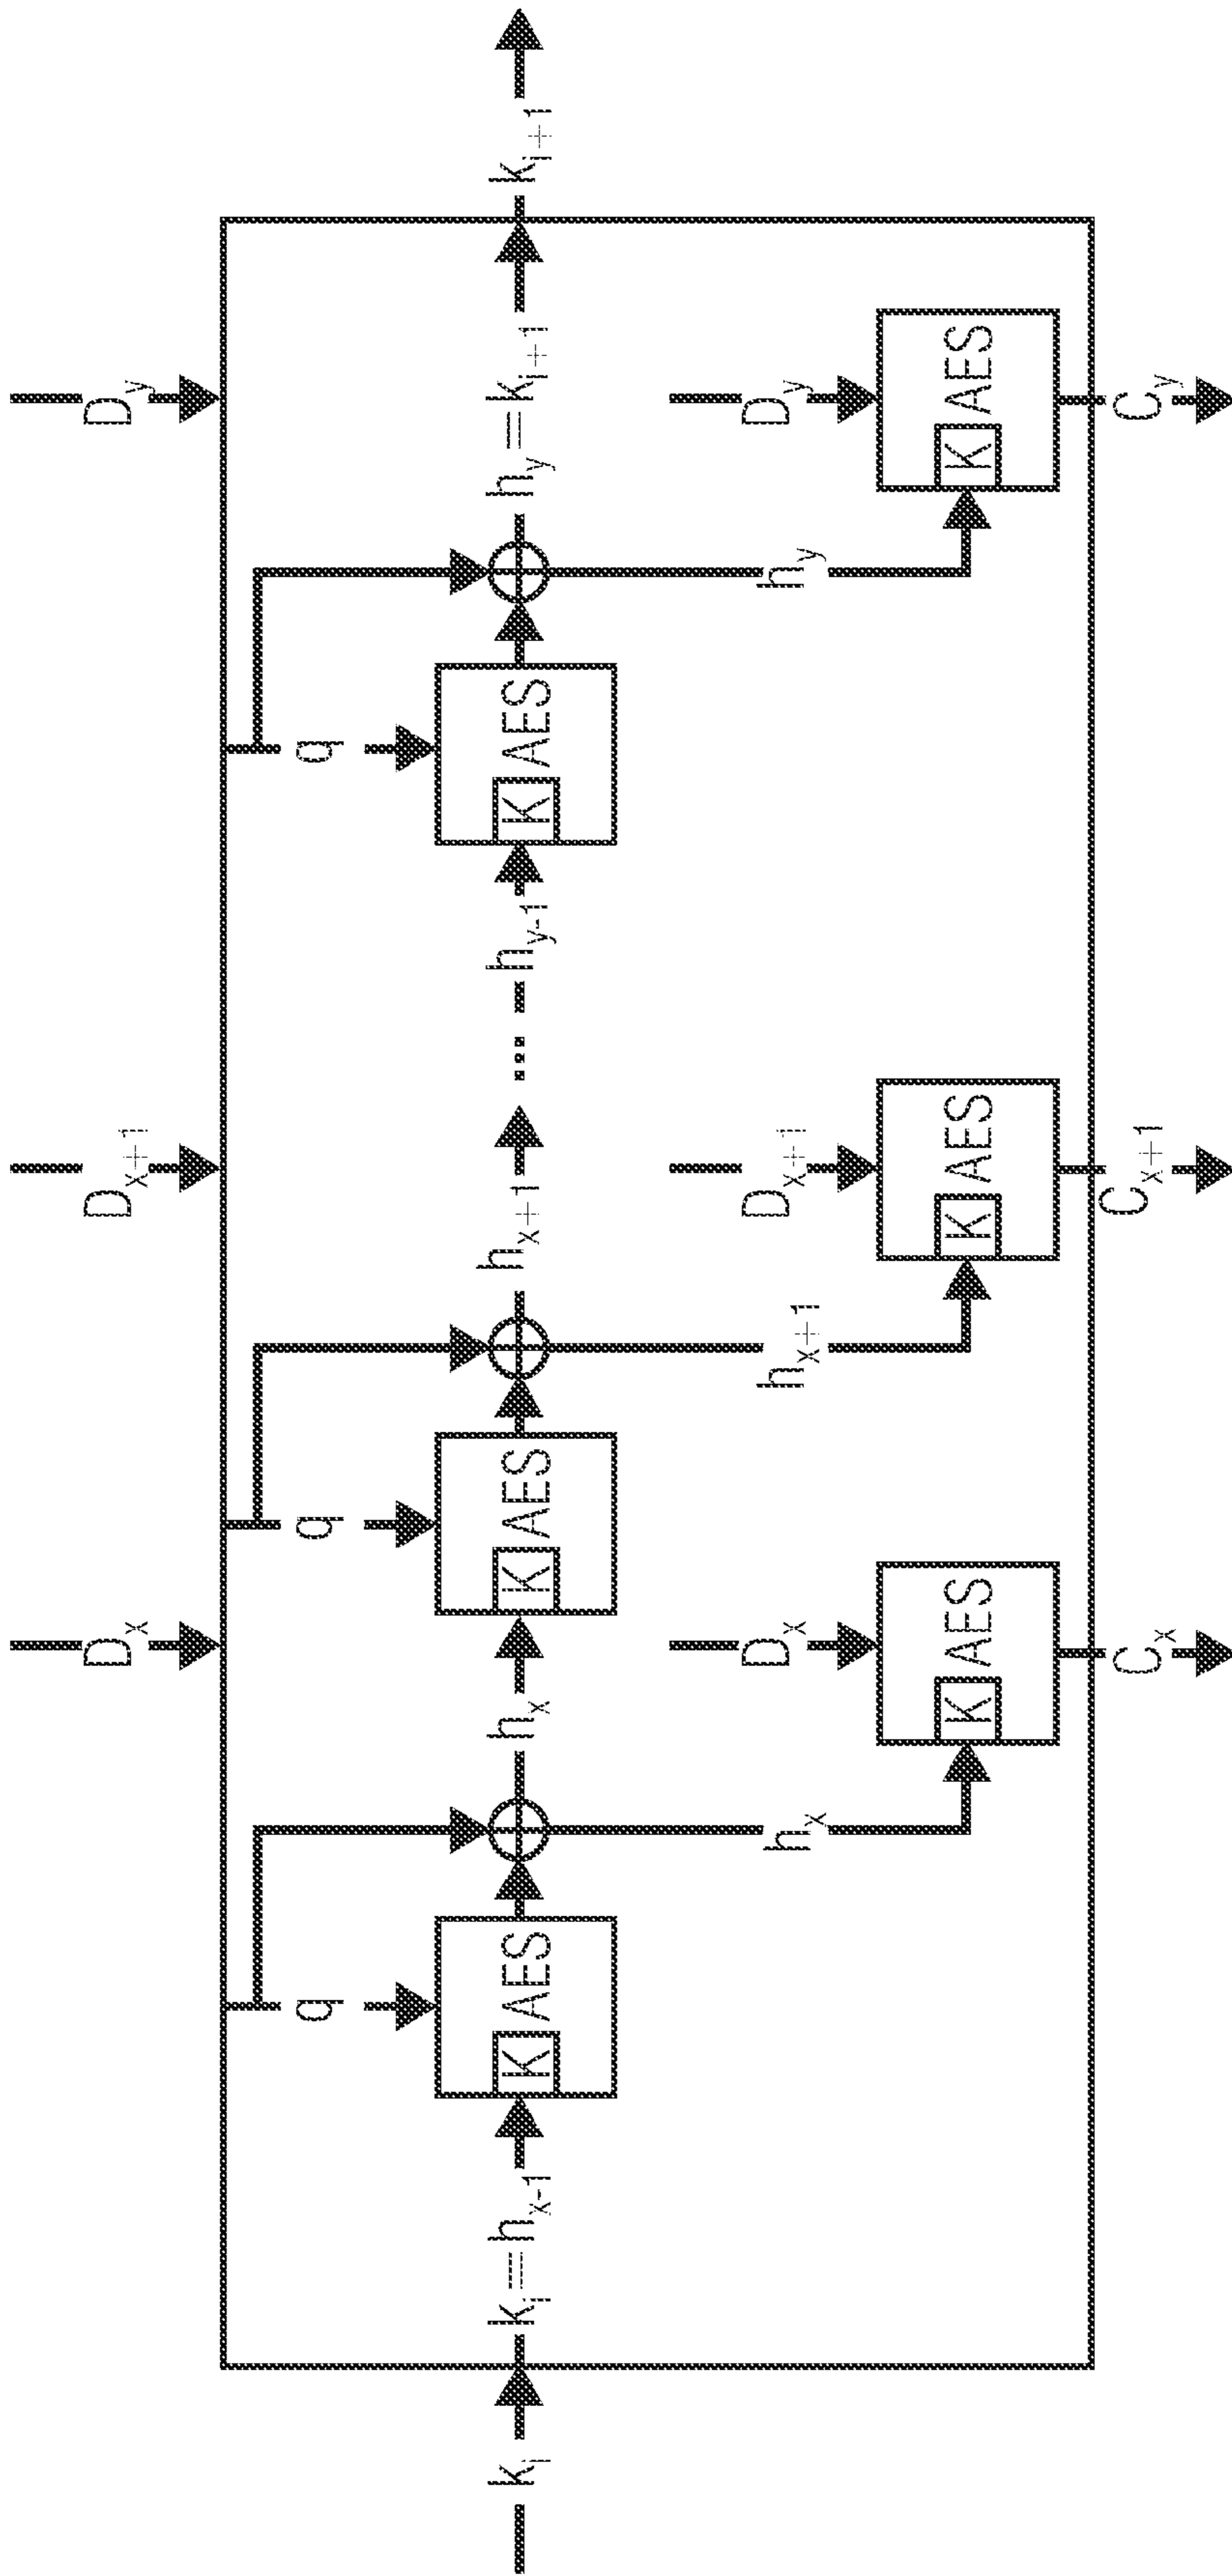 D_x
D_{x+1}
D_y
q
q
q
k_i
k_i=h_{x-1}
K AES
h_x
K AES
h_{x+1}
...
h_{y-1}
K AES
h_y=k_{i+1}
k_{i+1}
h_x
D_x
h_{x+1}
D_{x+1}
h_y
D_y
K AES
K AES
K AES
C_x
C_{x+1}
C_y